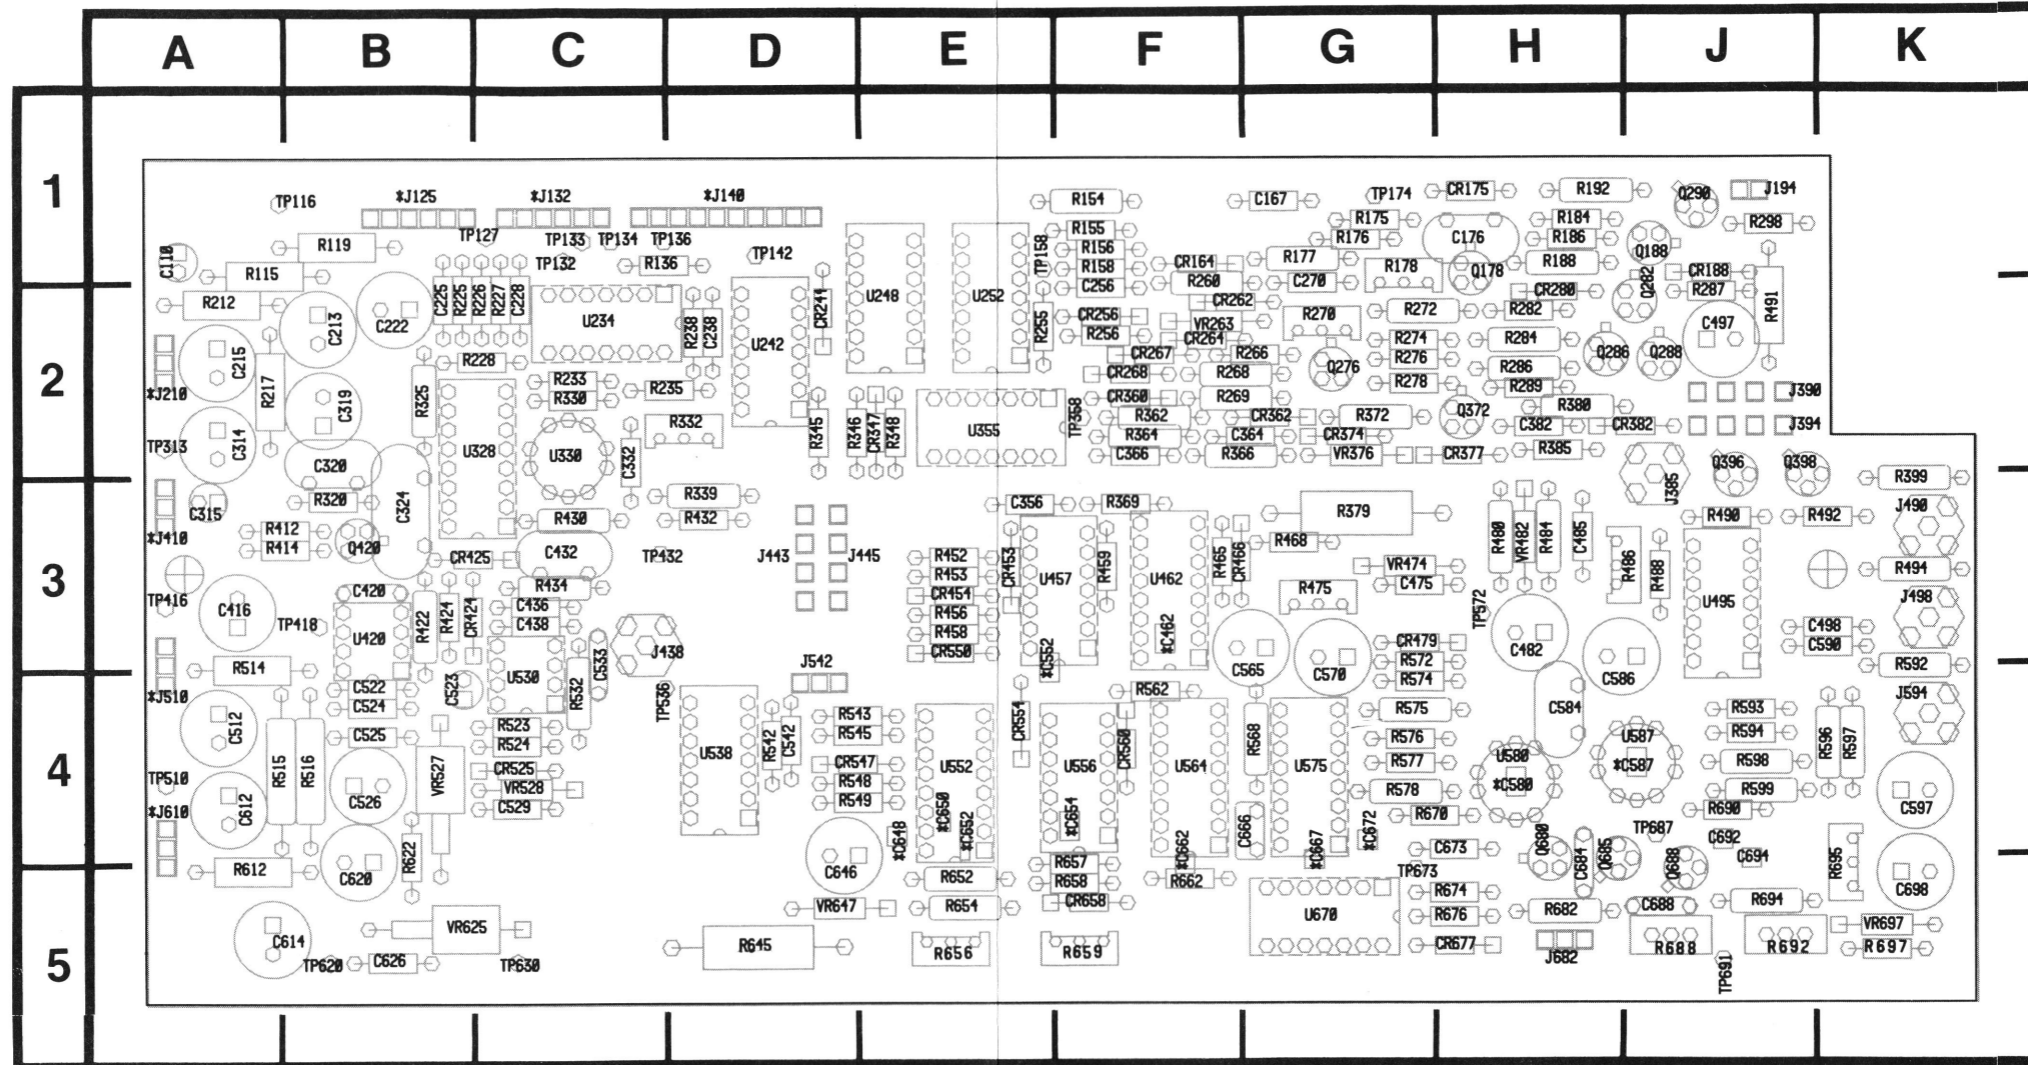 A B C D E F G H J K
1
TP116 *J125 *J132 *J140 R154 C167 TP174 CR175 R192 Q290 J194
R175 R184 R298
TP127 TP133 TP134 TP136 R155 R176 C176 R186 Q188
R119 TP142 TP158 R156
C110 TP132 R136 R158 CR164 R177 R178 Q178 R188 CR188
R115 C256 R260 C270 CR280 Q282 R287
R212 C225 R225 R226 R227 C228 U234 CR244 U248 U252 CR262 R272 R282 R491
2
C213 C222 R238 C238 U242 R255 CR256 VR263 R270 C497
C215 R256 CR264 R274 R284
R217 R228 CR267 R266 R276 Q286 Q288
R233 CR268 R268 Q276 R286
*J210 C319 R325 R330 R235 CR360 R269 R278 R289 J390
C314 R332 R345 R346 CR347 R348 U355 TP358 R362 CR362 R372 Q372 R380
TP313 U328 U330 C332 R364 C364 CR374 C382 CR382 J394
C320 C366 R366 VR376 CR377 R385
R320 R339 J385 Q396 Q398 R399
3
C315 C324 C356 R369 R379 J490
R412 R430 R432 R480 VR482 R484 C485 R490 R492
*J410 R414 Q420 C432 TP432 J443 J445 R452 CR453 R459 R465 CR466 R468 R486 R488
CR425 R453 U457 U462 VR474 R494
TP416 C420 R434 CR454 C475 R475 TP572 U495 J498
C416 C436 R456
TP418 U420 R422 R424 CR424 C438 R458 C462 CR479 C482 C498
R514 C533 J438 J542 CR550 *C552 C565 C570 R572 C586 C590
*J510 C522 C523 U530 R532 TP536 R562 R574 R592
C512 C524 R543 CR554 R575 C584 R593 J594
4
R515 R516 C525 R523 R524 U538 R542 C542 R545 CR560 R568 R576 U580 U587 R594 R596 R597
TP510 C526 VR527 CR525 CR547 U552 U556 U564 U575 R577 *C580 *C587 R598
VR528 R548 R578 R599
*J610 C612 C529 R549 *C650 *C654 C666 R670 R690 C597
R622 *C648 *C652 *C662 *C667 *C672 C673 Q680 C684 Q685 TP687 C692
R612 C620 C646 R657 TP673 Q688 C694 R695
R652 R658 R662 R674 C698
5
VR625 VR647 R654 CR658 U670 R676 R682 C688 R694 VR697
C614 R645 R656 R659 CR677 J682 R688 R692 R697
TP620 C626 TP630 TP691